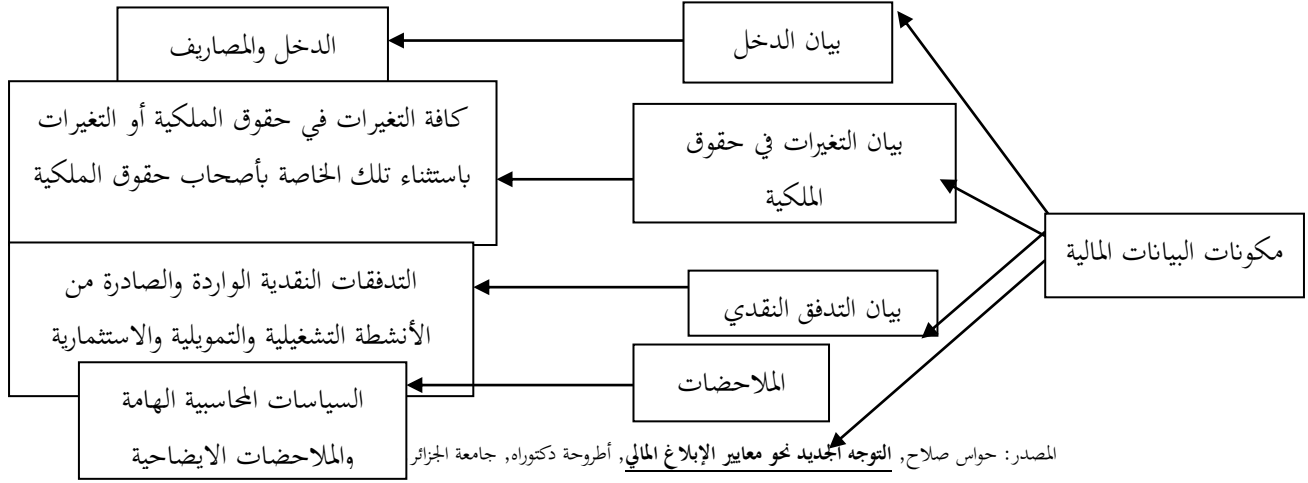 بيان الدخل
الدخل والمصاريف
بيان التغيرات في حقوق
الملكية
كافة التغيرات في حقوق الملكية أو التغيرات
باستثناء تلك الخاصة بأصحاب حقوق الملكية
مكونات البيانات المالية
بيان التدفق النقدي
التدفقات النقدية الواردة والصادرة من
الأنشطة التشغيلية والتمويلية والاستثمارية
الملاحضات
السياسات المحاسبية الهامة
والملاحضات الايضاحية
المصدر: حواس صلاح, التوجه الجديد نحو معايير الإبلاغ المالي, أطروحة دكتوراه, جامعة الجزائر